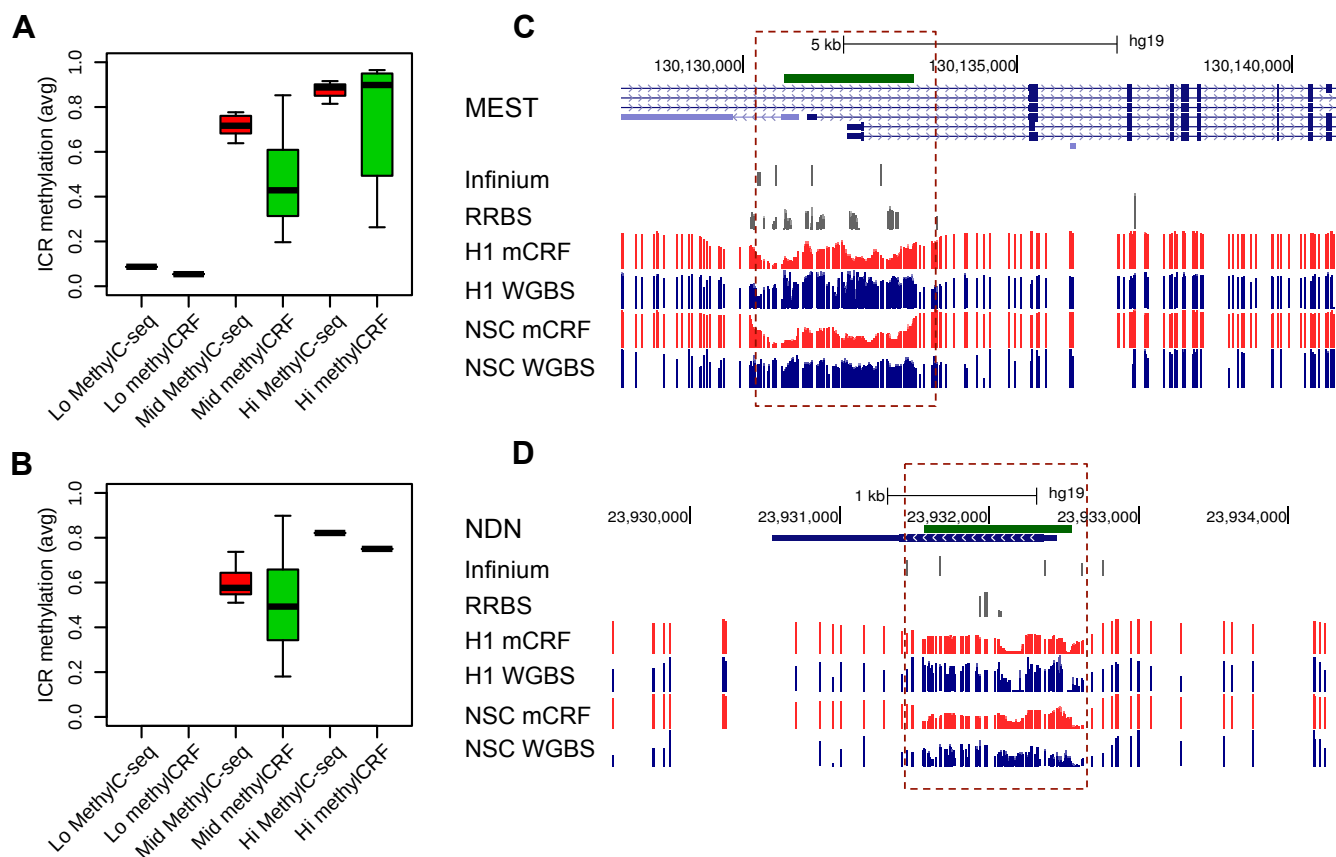 A
ICR methylation (avg)
1.0
0.8
0.6
0.4
0.2
0.0
Lo MethylC-seq
Lo methylCRF
Mid MethylC-seq
Mid methylCRF
Hi MethylC-seq
Hi methylCRF
B
ICR methylation (avg)
1.0
0.8
0.6
0.4
0.2
0.0
Lo MethylC-seq
Lo methylCRF
Mid MethylC-seq
Mid methylCRF
Hi MethylC-seq
Hi methylCRF
C
5 kb hg19
130,130,000 130,135,000 130,140,000
MEST
Infinium
RRBS
H1 mCRF
H1 WGBS
NSC mCRF
NSC WGBS
D
1 kb hg19
23,930,000 23,931,000 23,932,000 23,933,000 23,934,000
NDN
Infinium
RRBS
H1 mCRF
H1 WGBS
NSC mCRF
NSC WGBS